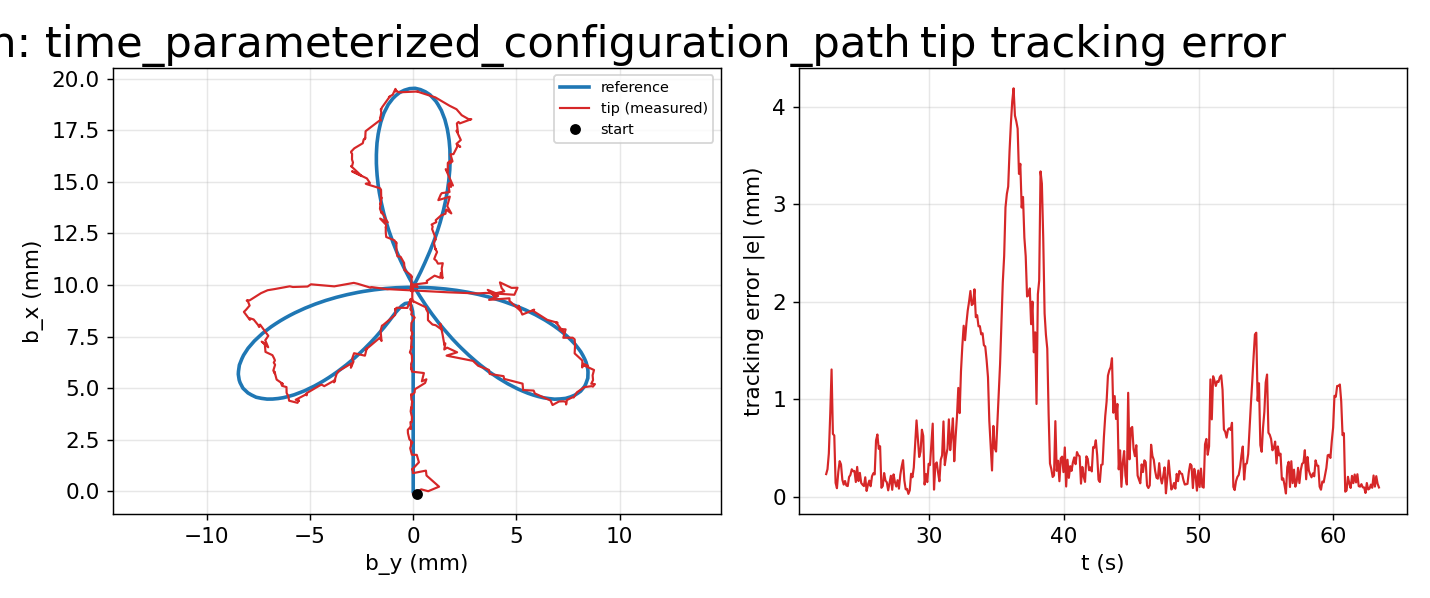 n: time_parameterized_configuration_path tip tracking error
20.0
17.5
15.0
12.5
10.0
7.5
5.0
2.5
0.0
b_x (mm)
reference
tip (measured)
start
−10
−5
0
5
10
b_y (mm)
4
3
2
1
0
tracking error |e| (mm)
30
40
50
60
t (s)